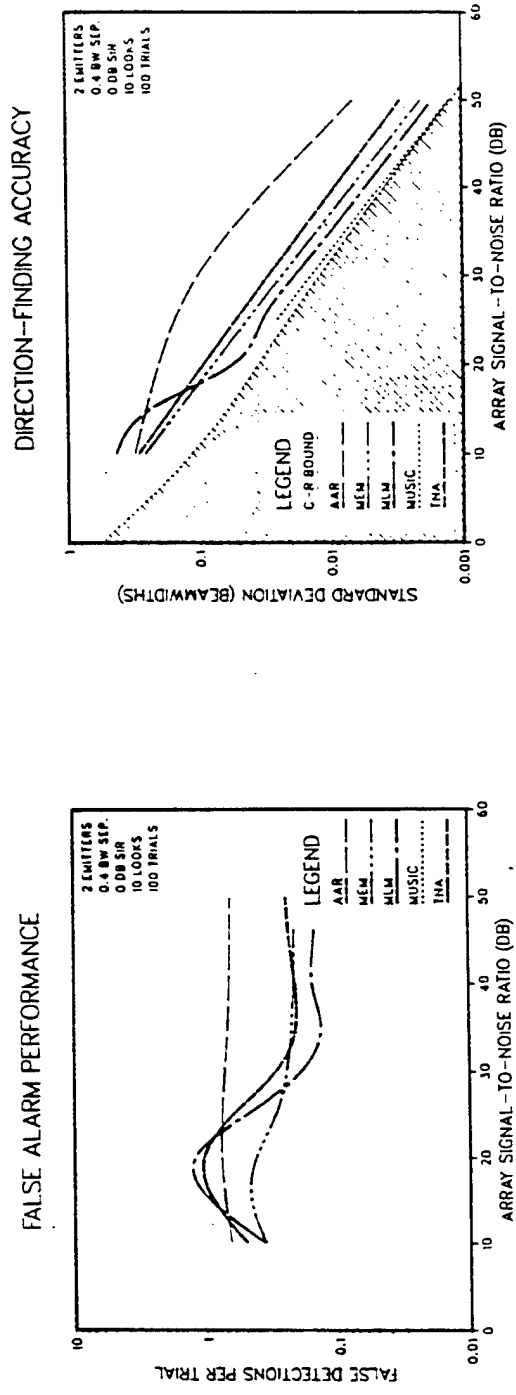 FALSE ALARM PERFORMANCE
FALSE DETECTIONS PER TRIAL
10
1
0.1
0.01
2 EMITTERS
0.4 BW SEP.
0 DB SIR
10 LOOKS
100 TRIALS
LEGEND
AAR
MEM
MLM
MUSIC
TNA
0
10
20
30
40
50
60
ARRAY SIGNAL-TO-NOISE RATIO (DB)
DIRECTION-FINDING ACCURACY
STANDARD DEVIATION (BEAMWIDTHS)
1
0.1
0.01
0.001
2 EMITTERS
0.4 BW SEP.
0 DB SIR
10 LOOKS
100 TRIALS
LEGEND
C-R BOUND
AAR
MEM
MLM
MUSIC
TNA
0
10
20
30
40
50
60
ARRAY SIGNAL-TO-NOISE RATIO (DB)